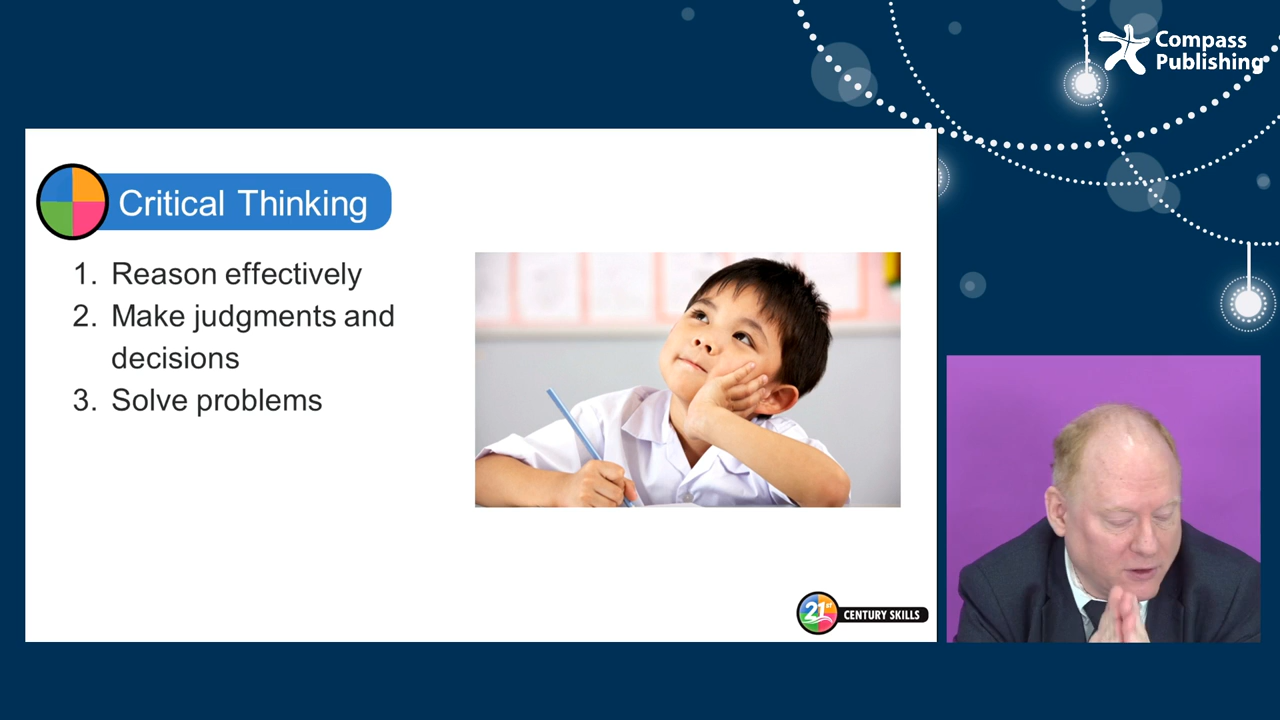 Compass
Publishing
Critical Thinking
1. Reason effectively
2. Make judgments and
decisions
3. Solve problems
21st
CENTURY SKILLS